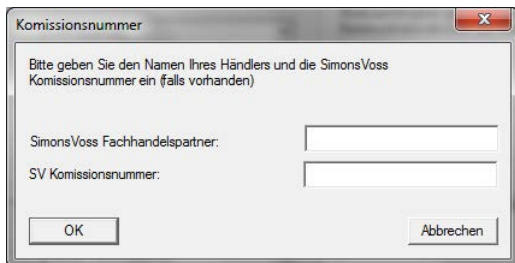 Komissionsnummer
Bitte geben Sie den Namen Ihres Händlers und die SimonsVoss
Komissionsnummer ein (falls vorhanden)
SimonsVoss Fachhandelspartner:
SV Komissionsnummer:
OK
Abbrechen